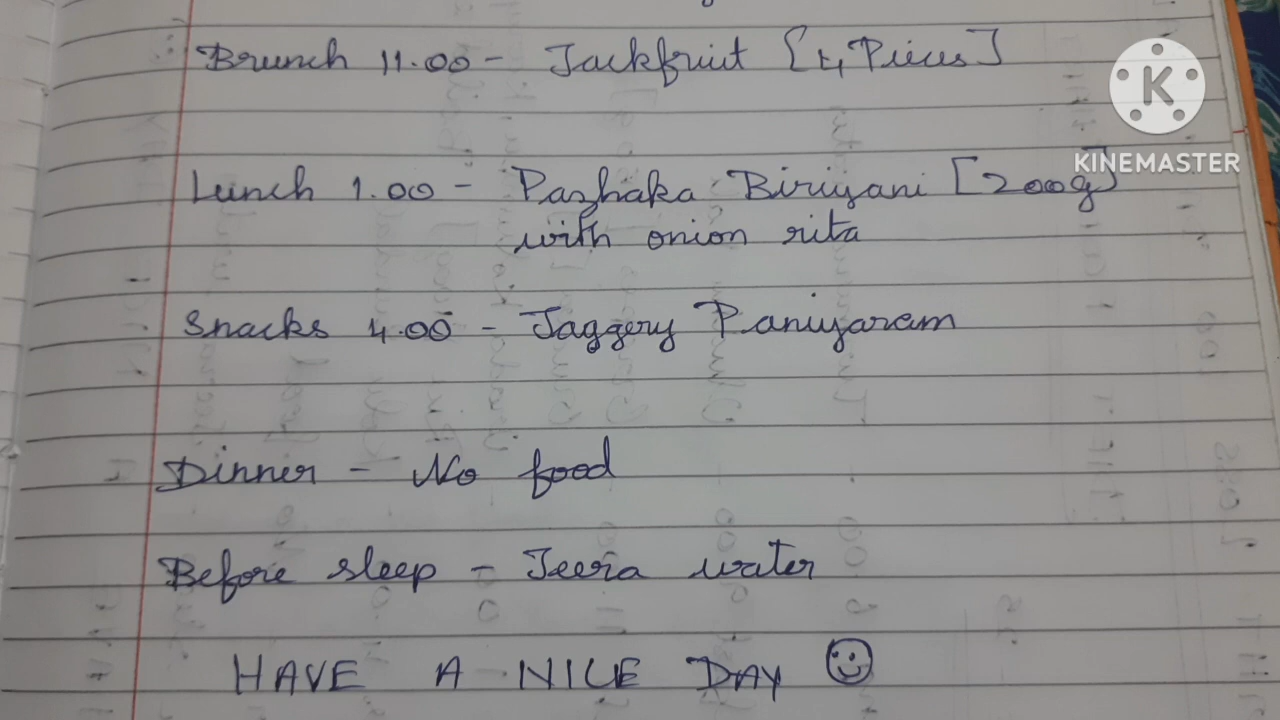 Brunch 11.00 - Jackfruit [4 Pieces]
K
KINEMASTER
Lunch 1.00 - Pazhaka Biriyani [200g]
with onion rita
Snacks 4.00 - Jaggery Paniyaram
Dinner - No food
Before sleep - Jeera water
HAVE A NICE DAY